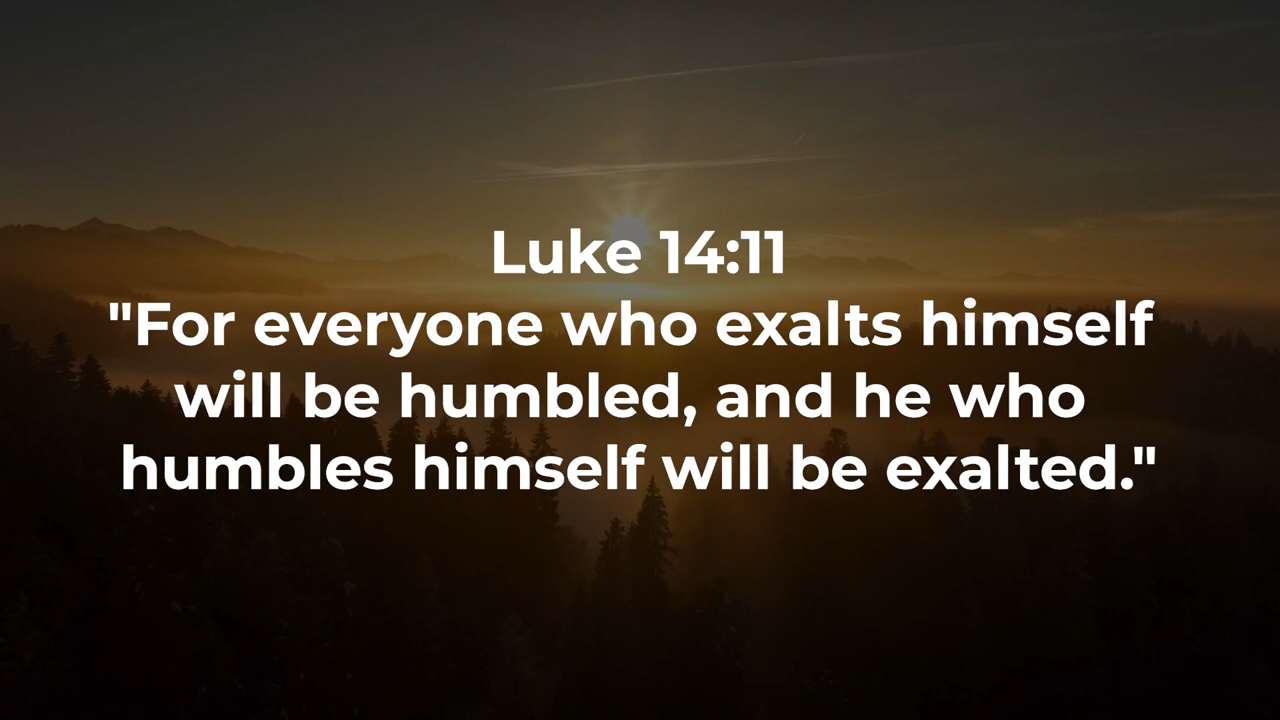 Luke 14:11
"For everyone who exalts himself
will be humbled, and he who
humbles himself will be exalted."